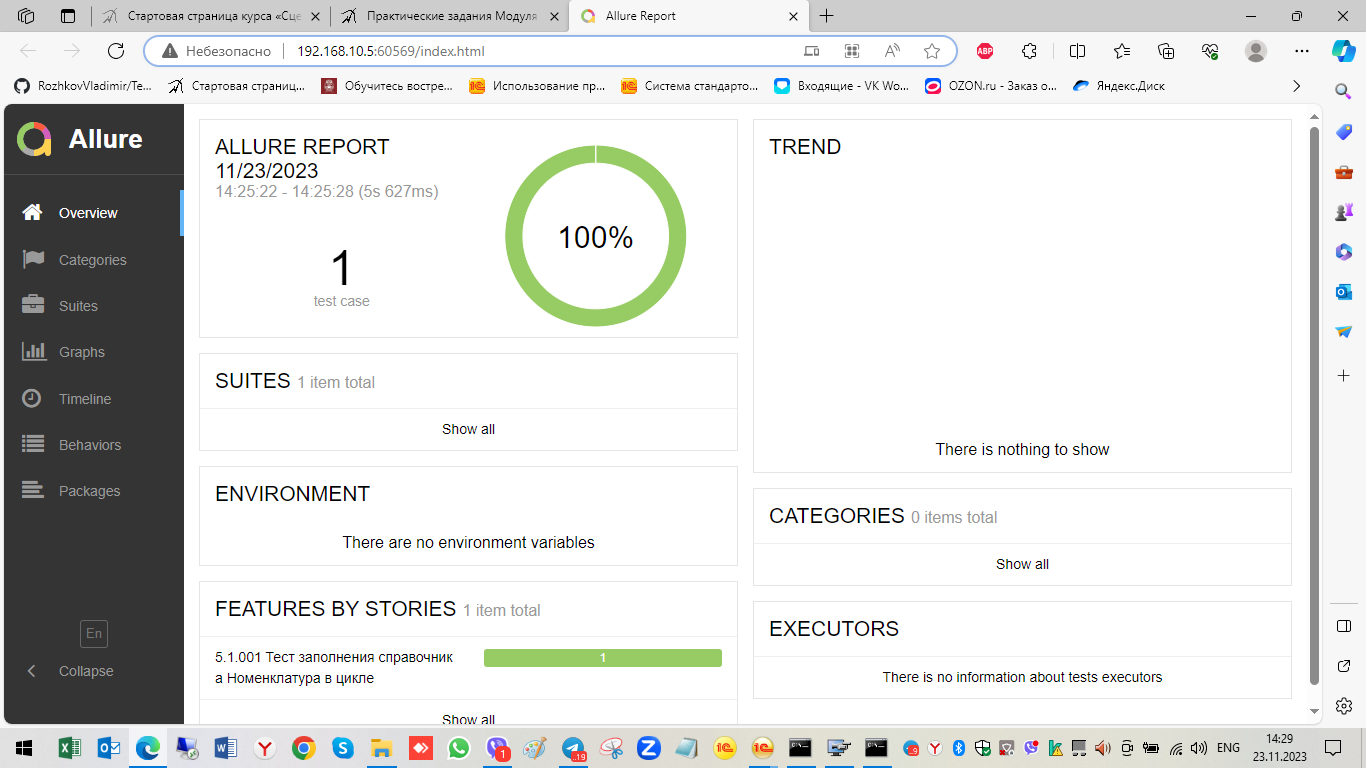 Стартовая страница курса «Сце
Практические задания Модуля
Allure Report
Небезопасно
192.168.10.5:60569/index.html
ABP
RozhkovVladimir/Te...
Стартовая страниц...
Обучитесь востре...
Использование пр...
Система стандарто...
Входящие - VK Wo...
OZON.ru - Заказ о...
Яндекс.Диск
Allure
Overview
Categories
Suites
Graphs
Timeline
Behaviors
Packages
En
Collapse
ALLURE REPORT
11/23/2023
14:25:22 - 14:25:28 (5s 627ms)
1
test case
100%
SUITES 1 item total
Show all
ENVIRONMENT
There are no environment variables
FEATURES BY STORIES 1 item total
5.1.001 Тест заполнения справочник
а Номенклатура в цикле
1
Show all
TREND
There is nothing to show
CATEGORIES 0 items total
Show all
EXECUTORS
There is no information about tests executors
ENG
14:29
23.11.2023